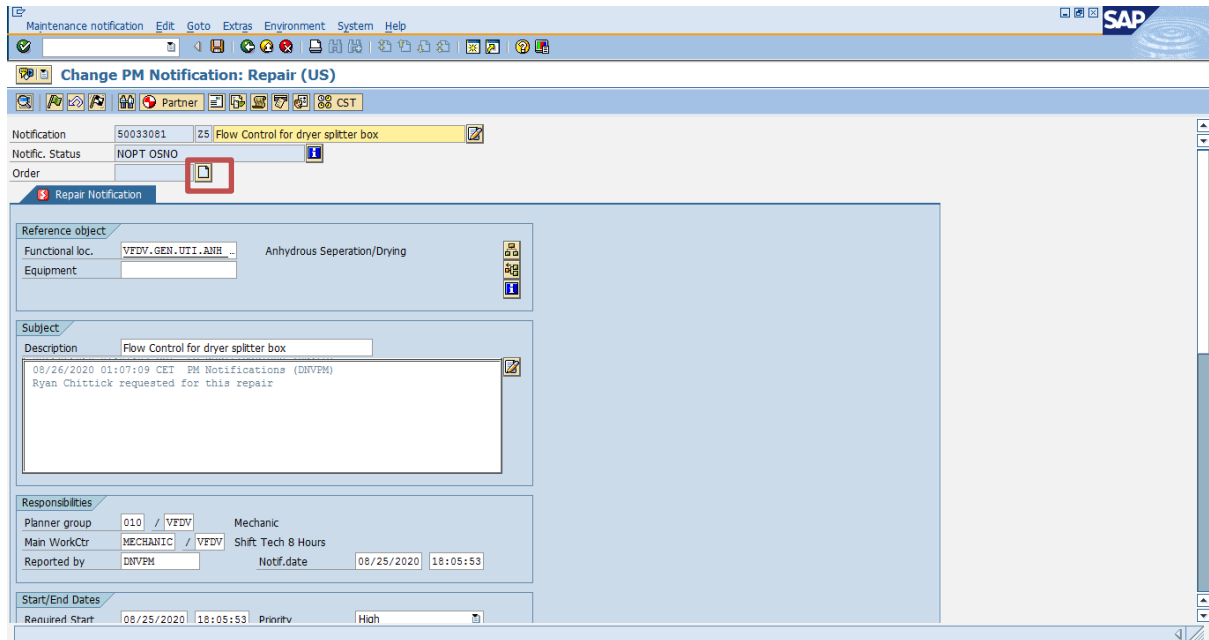 Maintenance notification Edit Goto Extras Environment System Help
SAP
Change PM Notification: Repair (US)
Partner CST
Notification 50033081 Z5 Flow Control for dryer splitter box
Notific. Status NOPT OSNO
Order
Repair Notification
Reference object
Functional loc. VFDV.GEN.UTI.ANH … Anhydrous Seperation/Drying
Equipment
Subject
Description Flow Control for dryer splitter box
08/26/2020 01:07:09 CET PM Notifications (DNVPM)
Ryan Chittick requested for this repair
Responsibilities
Planner group 010 / VFDV Mechanic
Main WorkCtr MECHANIC / VFDV Shift Tech 8 Hours
Reported by DNVPM Notif.date 08/25/2020 18:05:53
Start/End Dates
Required Start 08/25/2020 18:05:53 Priority High